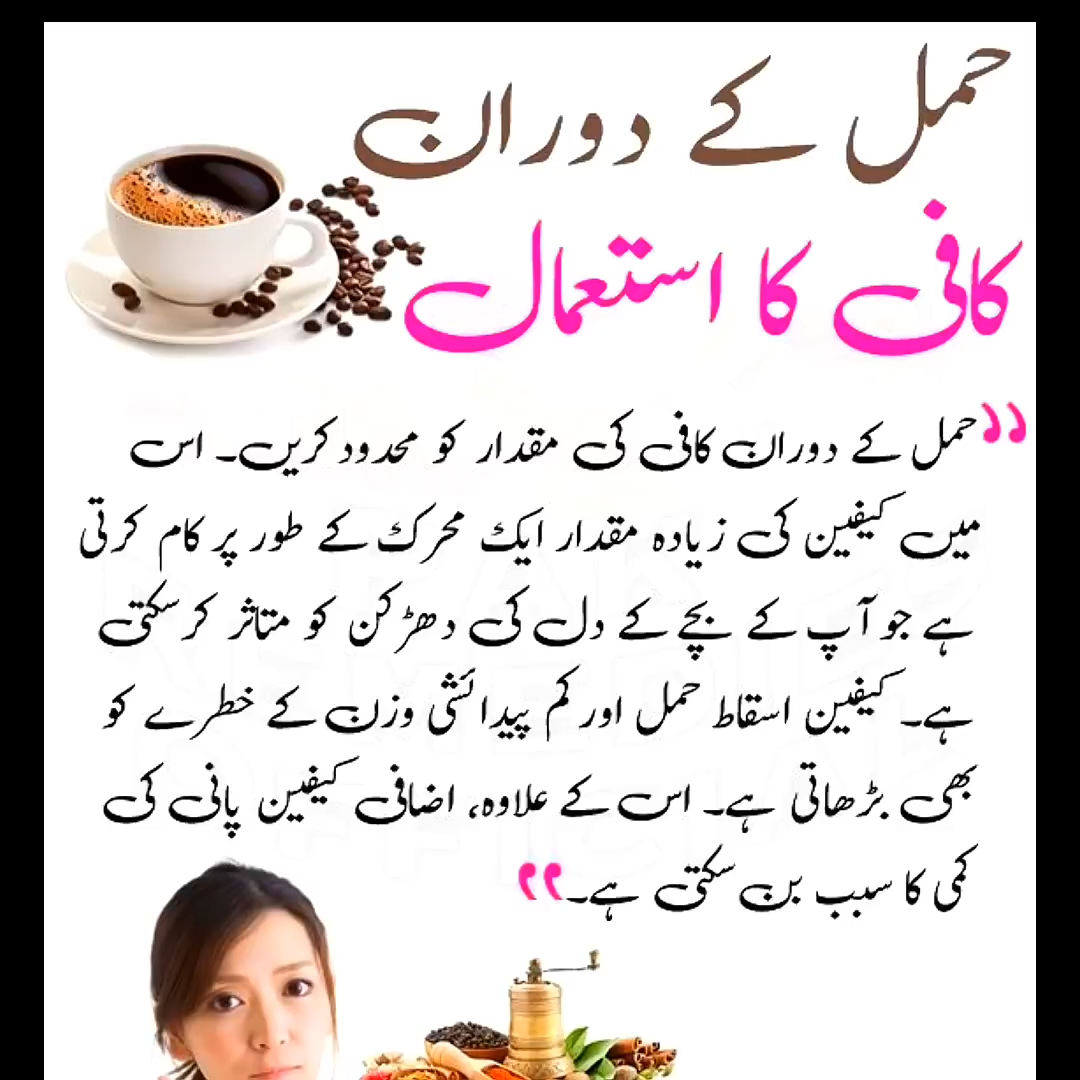 حمل کے دوران
کافی کا استعمال
"حمل کے دوران کافی کی مقدار کو محدود کریں۔ اس
میں کیفین کی زیادہ مقدار ایک محرک کے طور پر کام کرتی
ہے جو آپ کے بچے کے دل کی دھڑکن کو متاثر کر سکتی
ہے۔ کیفین اسقاط حمل اور کم پیدائشی وزن کے خطرے کو
بھی بڑھاتی ہے۔ اس کے علاوہ، اضافی کیفین پانی کی
کمی کا سبب بن سکتی ہے۔"